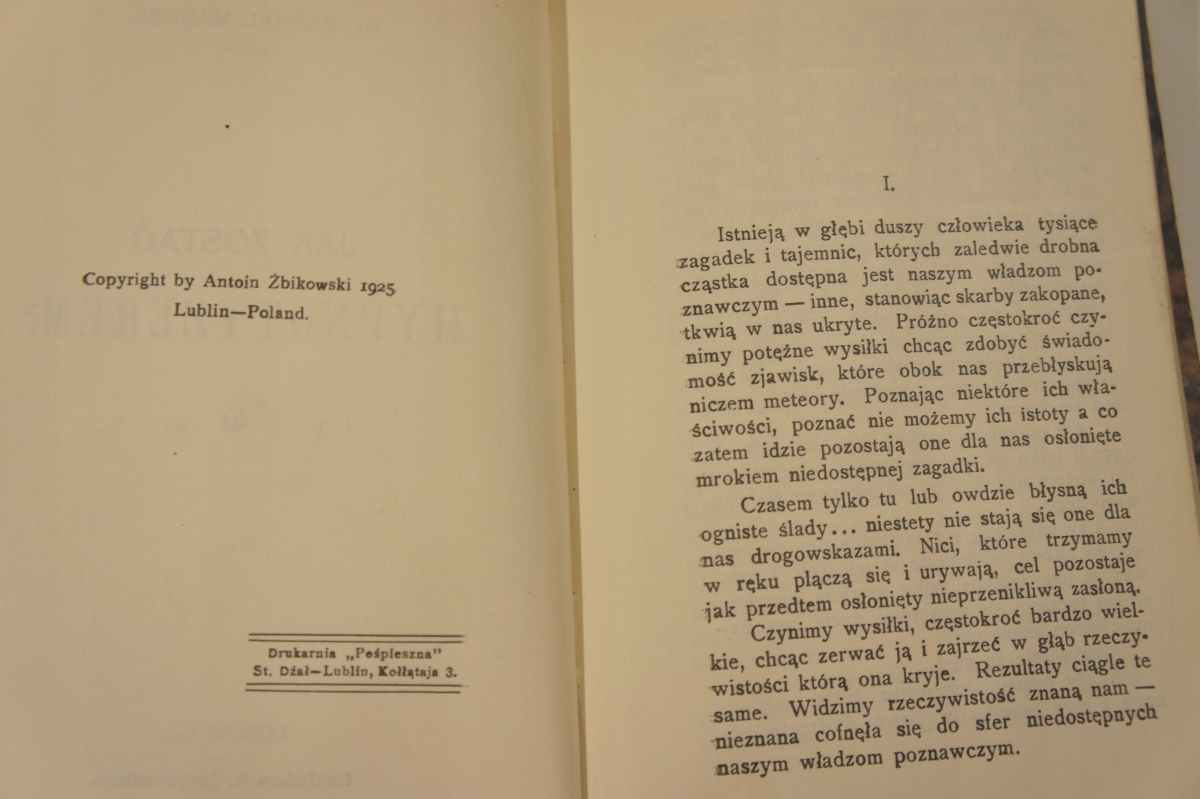 Copyright by Antoin Żbikowski 1925
Lublin—Poland.
Drukarnia „Pośpieszna"
St. Dżał—Lublin, Kołłątaja 3.
I.
Istnieją w głębi duszy człowieka tysiące
zagadek i tajemnic, których zaledwie drobna
cząstka dostępna jest naszym władzom po-
znawczym — inne, stanowiąc skarby zakopane,
tkwią w nas ukryte. Próżno częstokroć czy-
nimy potężne wysiłki chcąc zdobyć świado-
mość zjawisk, które obok nas przebłyskują
niczem meteory. Poznając niektóre ich wła-
ściwości, poznać nie możemy ich istoty a co
zatem idzie pozostają one dla nas osłonięte
mrokiem niedostępnej zagadki.
Czasem tylko tu lub owdzie błysną ich
ogniste ślady... niestety nie stają się one dla
nas drogowskazami. Nici, które trzymamy
w ręku plączą się i urywają, cel pozostaje
jak przedtem osłonięty nieprzenikliwą zasłoną.
Czynimy wysiłki, częstokroć bardzo wiel-
kie, chcąc zerwać ją i zajrzeć w głąb rzeczy-
wistości którą ona kryje. Rezultaty ciągle te
same. Widzimy rzeczywistość znaną nam —
nieznana cofnęła się do sfer niedostępnych
naszym władzom poznawczym.